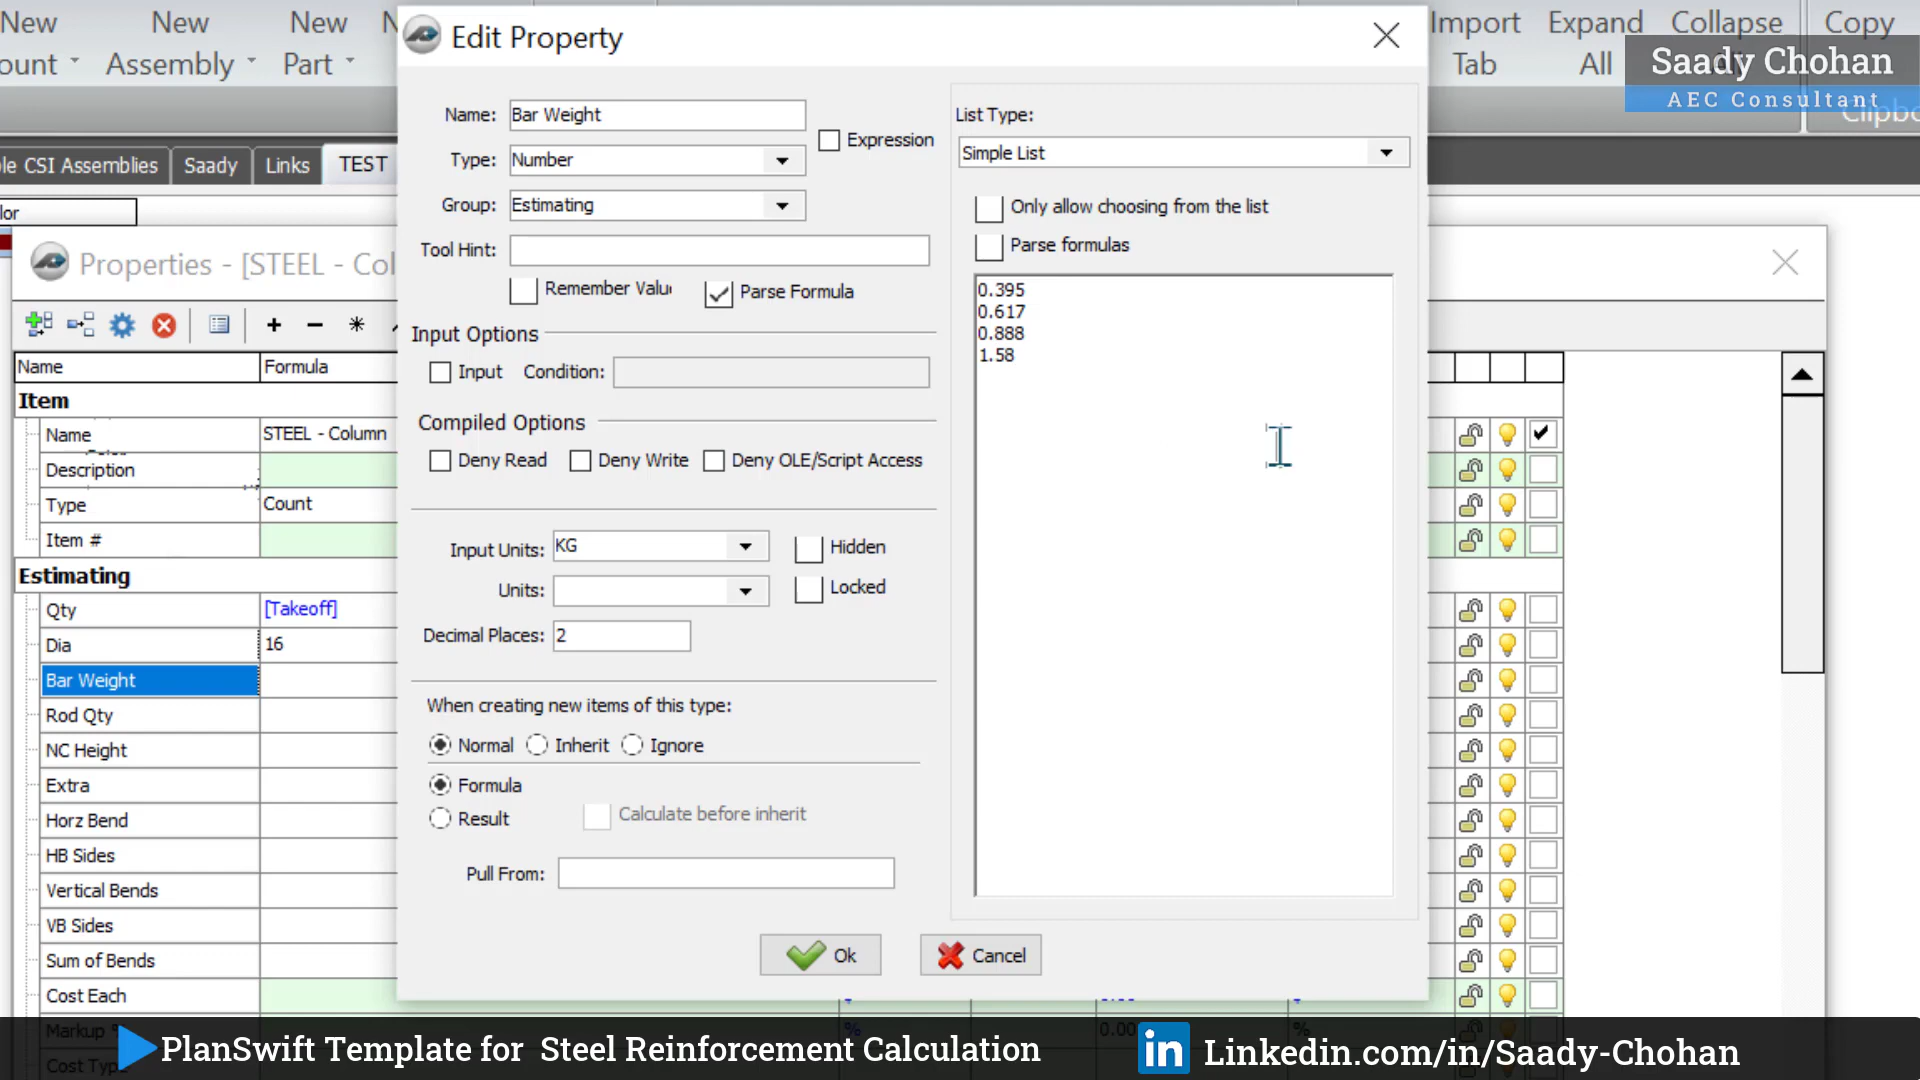 New
New
New
N
Import
Expand
Collapse
Copy
ount
Assembly
Part
Tab
All
Saady Chohan
AEC Consultant
le CSI Assemblies
Saady
Links
TEST
lor
Edit Property
Name:
Bar Weight
Expression
Type:
Number
Group:
Estimating
Tool Hint:
Remember Valu
Parse Formula
Input Options
Input
Condition:
Compiled Options
Deny Read
Deny Write
Deny OLE/Script Access
Input Units:
KG
Hidden
Units:
Locked
Decimal Places:
2
When creating new items of this type:
Normal
Inherit
Ignore
Formula
Result
Calculate before inherit
Pull From:
Ok
Cancel
List Type:
Simple List
Only allow choosing from the list
Parse formulas
0.395
0.617
0.888
1.58
Properties - [STEEL - Col
Name
Formula
Item
Name
STEEL - Column
Description
Type
Count
Item #
Estimating
Qty
[Takeoff]
Dia
16
Bar Weight
Rod Qty
NC Height
Extra
Horz Bend
HB Sides
Vertical Bends
VB Sides
Sum of Bends
Cost Each
Markup %
Cost Type
PlanSwift Template for Steel Reinforcement Calculation
in Linkedin.com/in/Saady-Chohan